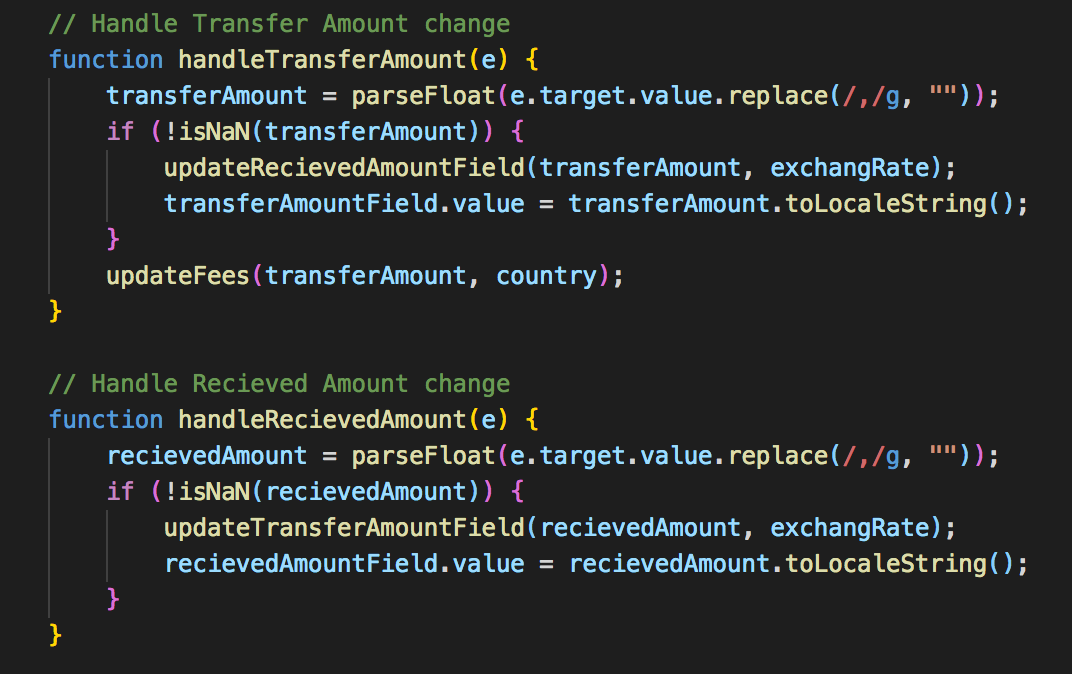 // Handle Transfer Amount change
function handleTransferAmount(e) {
    transferAmount = parseFloat(e.target.value.replace(/,/g, ""));
    if (!isNaN(transferAmount)) {
        updateRecievedAmountField(transferAmount, exchangRate);
        transferAmountField.value = transferAmount.toLocaleString();
    }
    updateFees(transferAmount, country);
}

// Handle Recieved Amount change
function handleRecievedAmount(e) {
    recievedAmount = parseFloat(e.target.value.replace(/,/g, ""));
    if (!isNaN(recievedAmount)) {
        updateTransferAmountField(recievedAmount, exchangRate);
        recievedAmountField.value = recievedAmount.toLocaleString();
    }
}